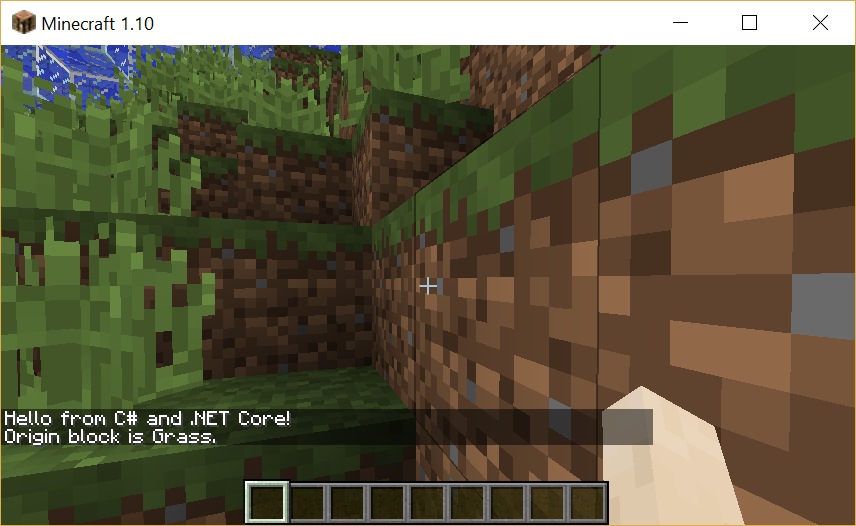 Minecraft 1.10
Hello from C# and .NET Core!
Origin block is Grass.